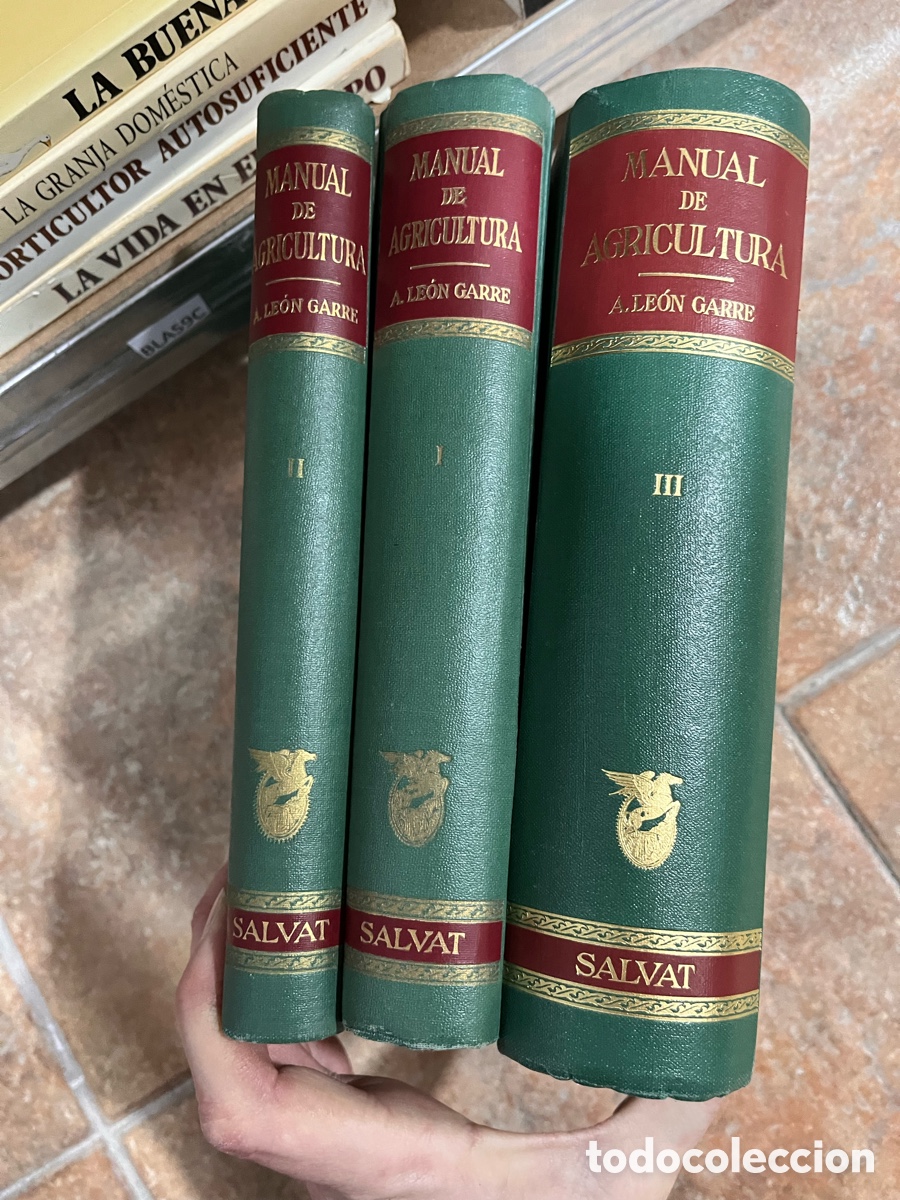 LA BUENA
LA GRANJA DOMÉSTICA
ORTICULTOR AUTOSUFICIENTE
LA VIDA EN E PO
BLAS9C
MANUAL
DE
AGRICULTURA
A. LEÓN GARRE
II
SALVAT
MANUAL
DE
AGRICULTURA
A. LEÓN GARRE
I
SALVAT
MANUAL
DE
AGRICULTURA
A. LEÓN GARRE
III
SALVAT
todocoleccion